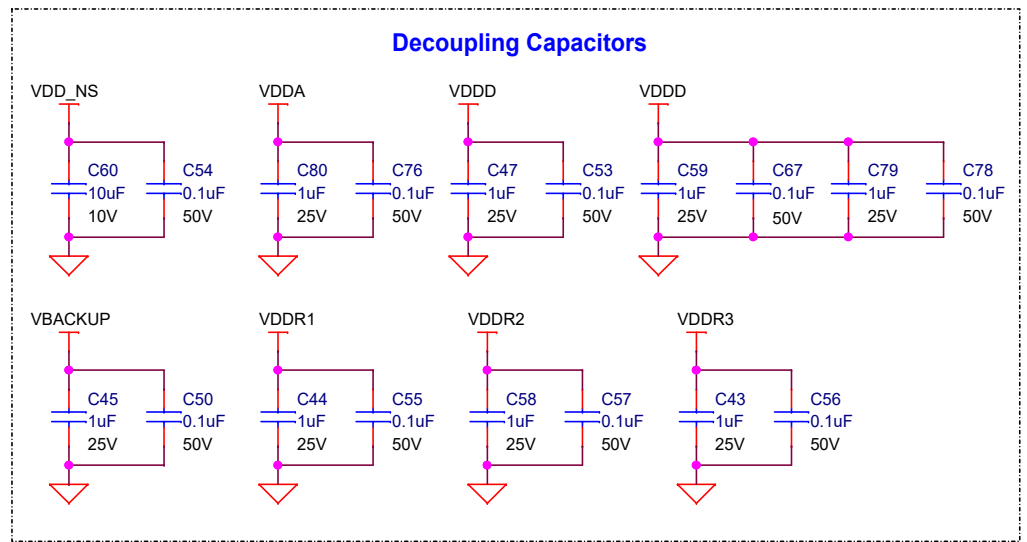 Decoupling Capacitors
VDD_NS VDDA VDDD VDDD
C60 C54 C80 C76 C47 C53 C59 C67 C79 C78
10uF 0.1uF 1uF 0.1uF 1uF 0.1uF 1uF 0.1uF 1uF 0.1uF
10V 50V 25V 50V 25V 50V 25V 50V 25V 50V
VBACKUP VDDR1 VDDR2 VDDR3
C45 C50 C44 C55 C58 C57 C43 C56
1uF 0.1uF 1uF 0.1uF 1uF 0.1uF 1uF 0.1uF
25V 50V 25V 50V 25V 50V 25V 50V